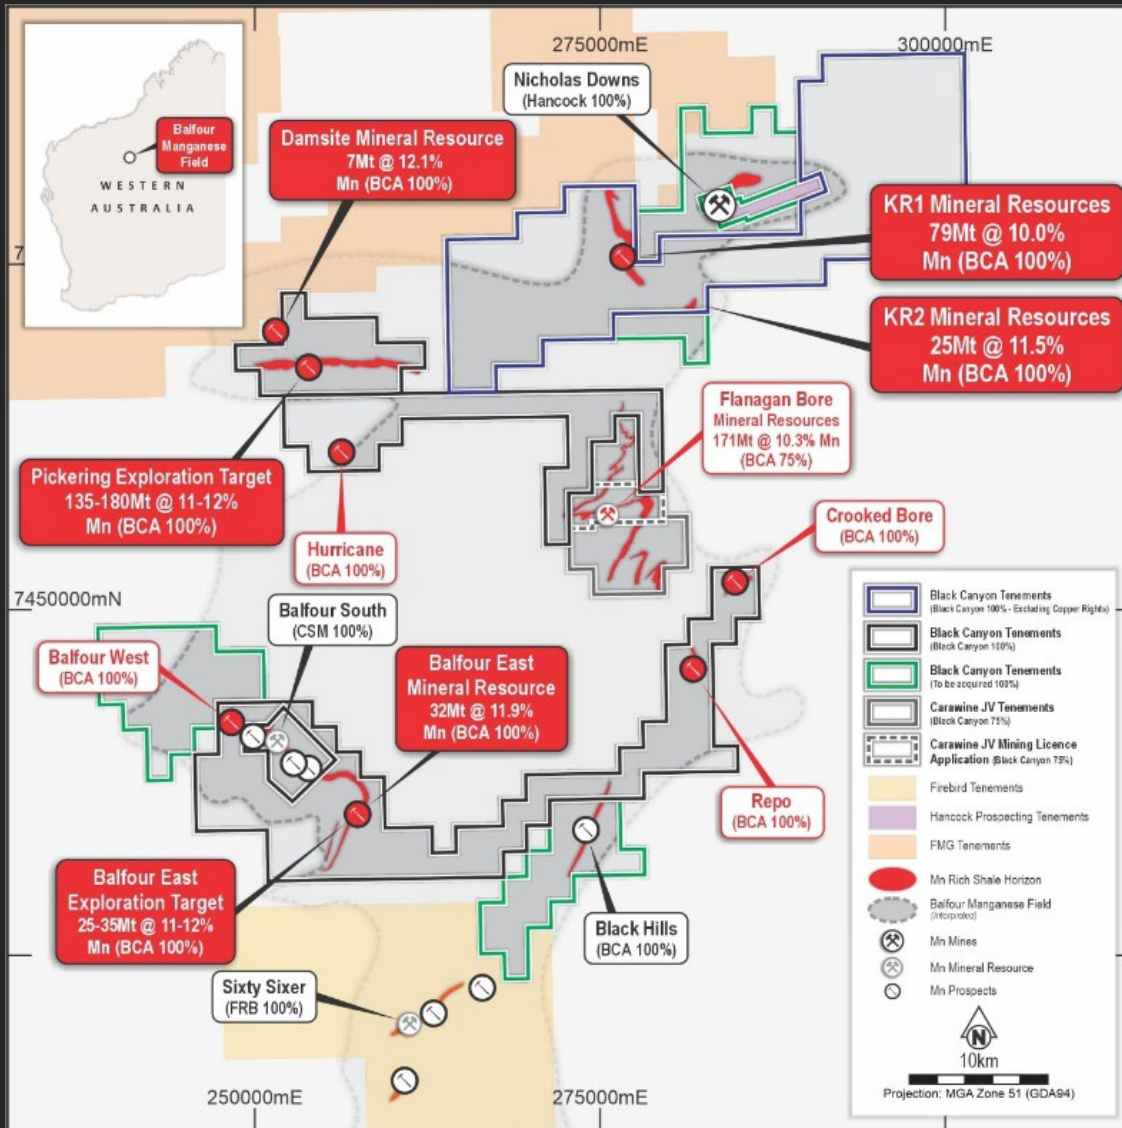 275000mE
300000mE
Nicholas Downs
(Hancock 100%)
Balfour
Manganese
Field
WESTERN
AUSTRALIA
Damsite Mineral Resource
7Mt @ 12.1%
Mn (BCA 100%)
KR1 Mineral Resources
79Mt @ 10.0%
Mn (BCA 100%)
7
KR2 Mineral Resources
25Mt @ 11.5%
Mn (BCA 100%)
Flanagan Bore
Mineral Resources
171Mt @ 10.3% Mn
(BCA 75%)
Pickering Exploration Target
135-180Mt @ 11-12%
Mn (BCA 100%)
Hurricane
(BCA 100%)
Crooked Bore
(BCA 100%)
7450000mN
Balfour South
(CSM 100%)
Balfour West
(BCA 100%)
Balfour East
Mineral Resource
32Mt @ 11.9%
Mn (BCA 100%)
Repo
(BCA 100%)
Balfour East
Exploration Target
25-35Mt @ 11-12%
Mn (BCA 100%)
Black Hills
(BCA 100%)
Sixty Sixer
(FRB 100%)
250000mE
275000mE
Black Canyon Tenements
(Black Canyon 100% - Excluding Copper Rights)
Black Canyon Tenements
(Black Canyon 100%)
Black Canyon Tenements
(To be acquired 100%)
Carawine JV Tenements
(Black Canyon 75%)
Carawine JV Mining Licence
Application (Black Canyon 75%)
Firebird Tenements
Hancock Prospecting Tenements
FMG Tenements
Mn Rich Shale Horizon
Balfour Manganese Field
(Interpreted)
Mn Mines
Mn Mineral Resource
Mn Prospects
N
10km
Projection: MGA Zone 51 (GDA94)